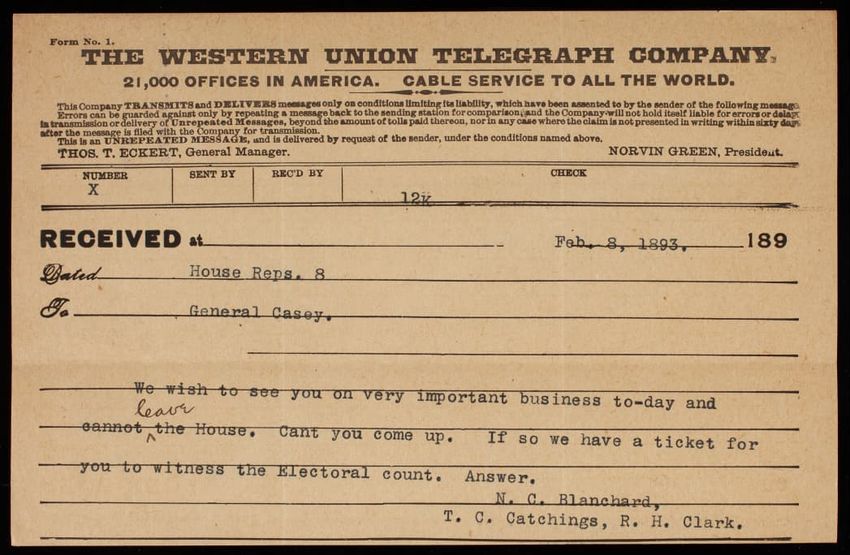 Form No. 1.
THE WESTERN UNION TELEGRAPH COMPANY.
21,000 OFFICES IN AMERICA. CABLE SERVICE TO ALL THE WORLD.
This Company TRANSMITS and DELIVERS messages only on conditions limiting its liability, which have been assented to by the sender of the following message.
Errors can be guarded against only by repeating a message back to the sending station for comparison, and the Company will not hold itself liable for errors or delays
in transmission or delivery of Unrepeated Messages, beyond the amount of tolls paid thereon, nor in any case where the claim is not presented in writing within sixty days
after the message is filed with the Company for transmission.
This is an UNREPEATED MESSAGE, and is delivered by request of the sender, under the conditions named above.
THOS. T. ECKERT, General Manager. NORVIN GREEN, President.
NUMBER SENT BY REC'D BY CHECK
X 12K
RECEIVED at Feb. 8, 1893. 189
Dated House Reps. 8
To General Casey.
We wish to see you on very important business to-day and
leave
cannot ^ the House. Cant you come up. If so we have a ticket for
you to witness the Electoral count. Answer.
N. C. Blanchard,
T. C. Catchings, R. H. Clark.